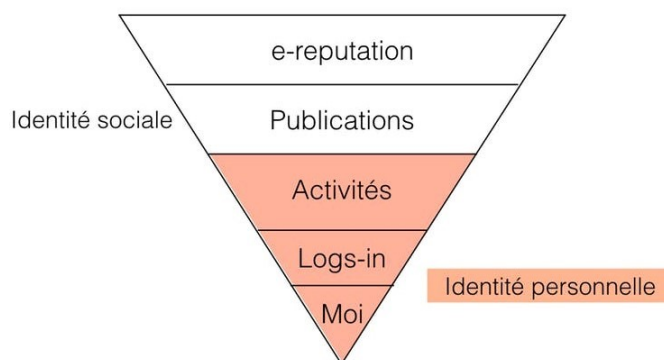 e-reputation
Identité sociale
Publications
Activités
Logs-in
Identité personnelle
Moi